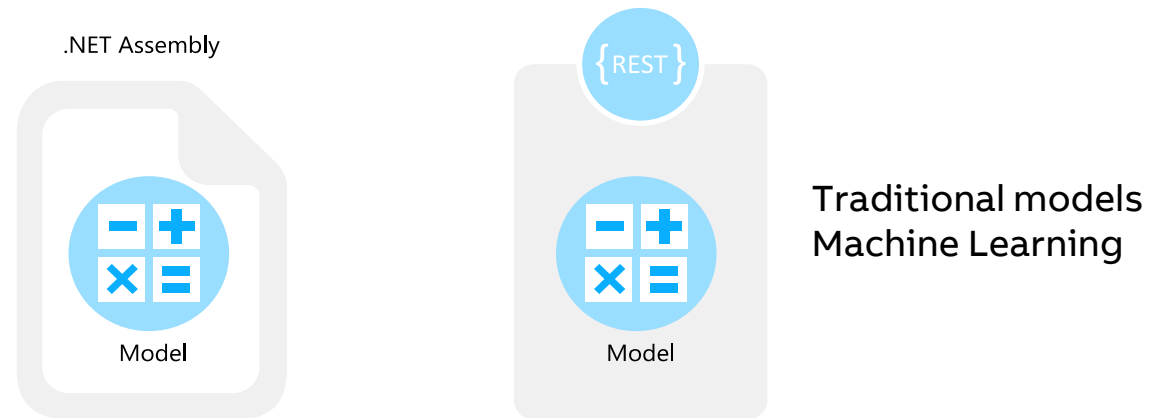 .NET Assembly
Model
{REST}
Model
Traditional models
Machine Learning